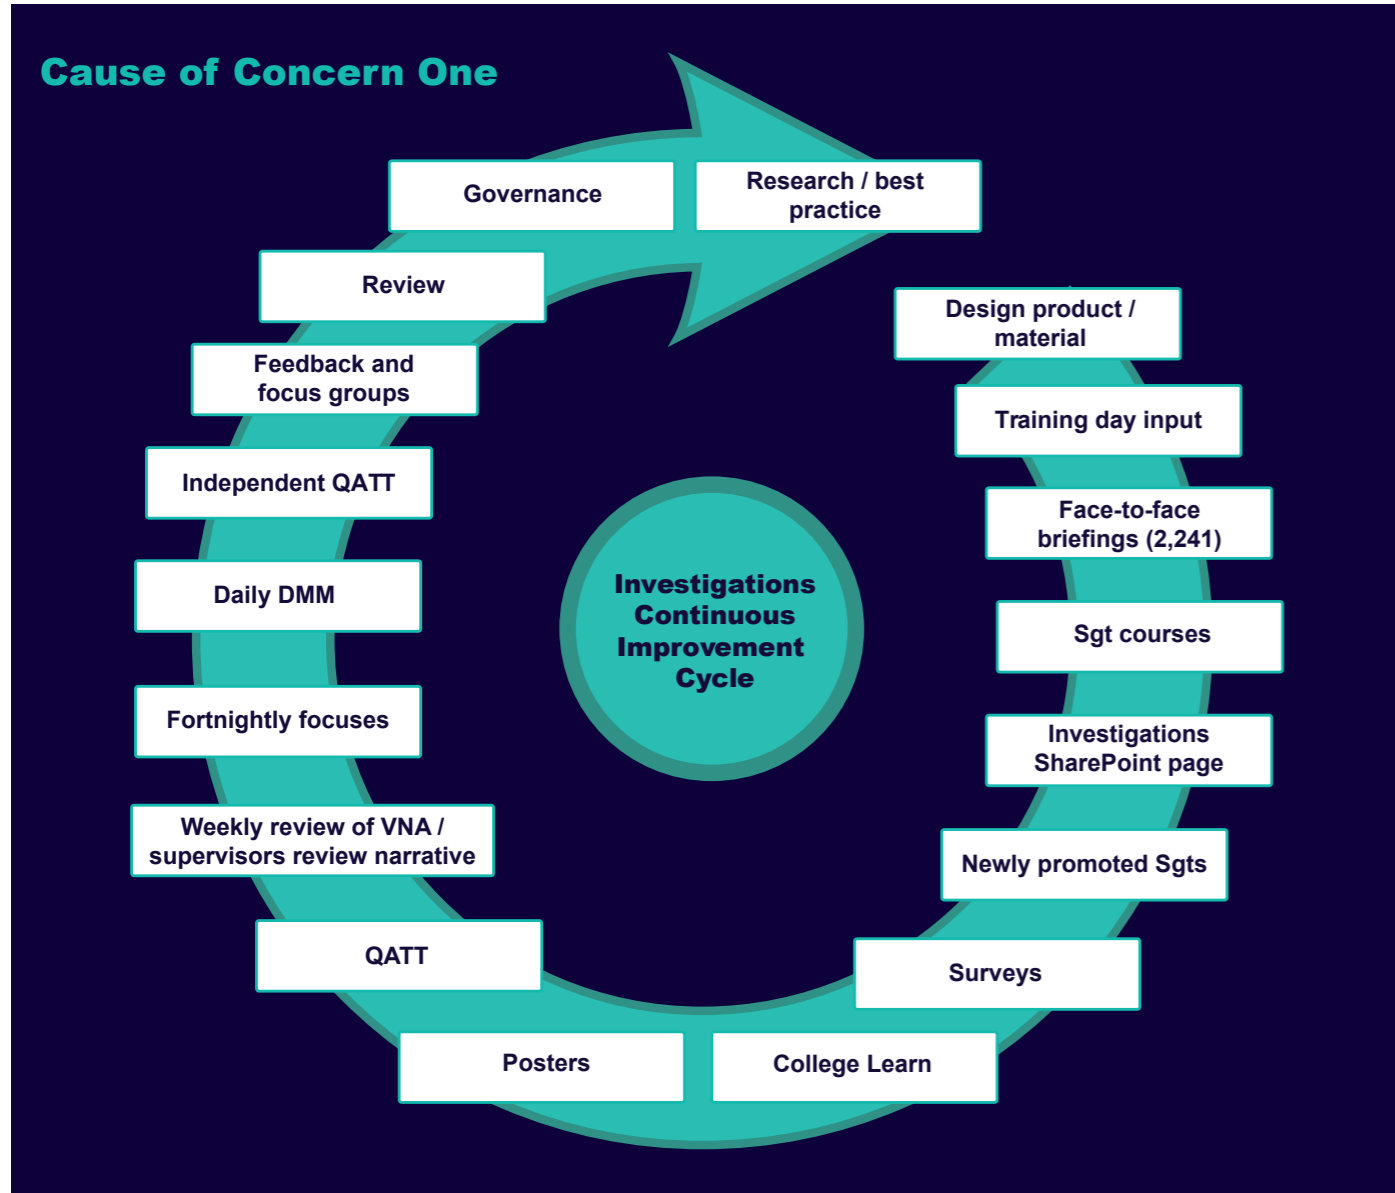 Cause of Concern One
Governance
Research / best
practice
Review
Design product /
material
Feedback and
focus groups
Training day input
Independent QATT
Face-to-face
briefings (2,241)
Daily DMM
Investigations
Continuous
Improvement
Cycle
Sgt courses
Fortnightly focuses
Investigations
SharePoint page
Weekly review of VNA /
supervisors review narrative
Newly promoted Sgts
QATT
Surveys
Posters
College Learn